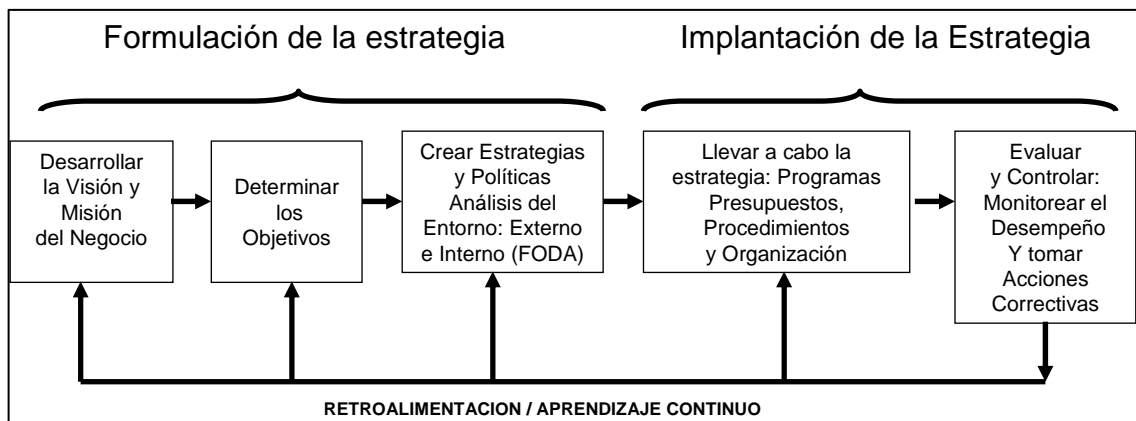 Formulación de la estrategia
Implantación de la Estrategia
Desarrollar
la Visión y
Misión
del Negocio
Determinar
los
Objetivos
Crear Estrategias
y Políticas
Análisis del
Entorno: Externo
e Interno (FODA)
Llevar a cabo la
estrategia: Programas
Presupuestos,
Procedimientos
y Organización
Evaluar
y Controlar:
Monitorear el
Desempeño
Y tomar
Acciones
Correctivas
RETROALIMENTACION / APRENDIZAJE CONTINUO